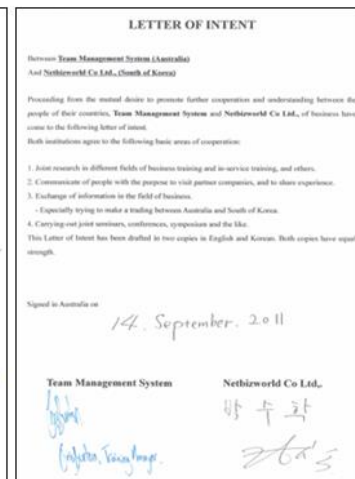 LETTER OF INTENT
Between Team Management System (Australia)
And Netbizworld Co Ltd., (South of Korea)
Proceeding from the mutual desire to promote further cooperation and understanding between the
people of their countries, Team Management System and Netbizworld Co Ltd., of business have
come to the following letter of intent.
Both institutions agree to the following basic areas of cooperation:
1. Joint research in different fields of business training and in-service training, and others.
2. Communicate of people with the purpose to visit partner companies, and to share experience.
3. Exchange of information in the field of business.
- Especially trying to make a trading between Australia and South of Korea.
4. Carrying-out joint seminars, conferences, symposium and the like.
This Letter of Intent has been drafted in two copies in English and Korean. Both copies have equal
strength.
Signed in Australia on
14. September. 2011
Team Management System
Netbizworld Co Ltd,.
Training Manager.